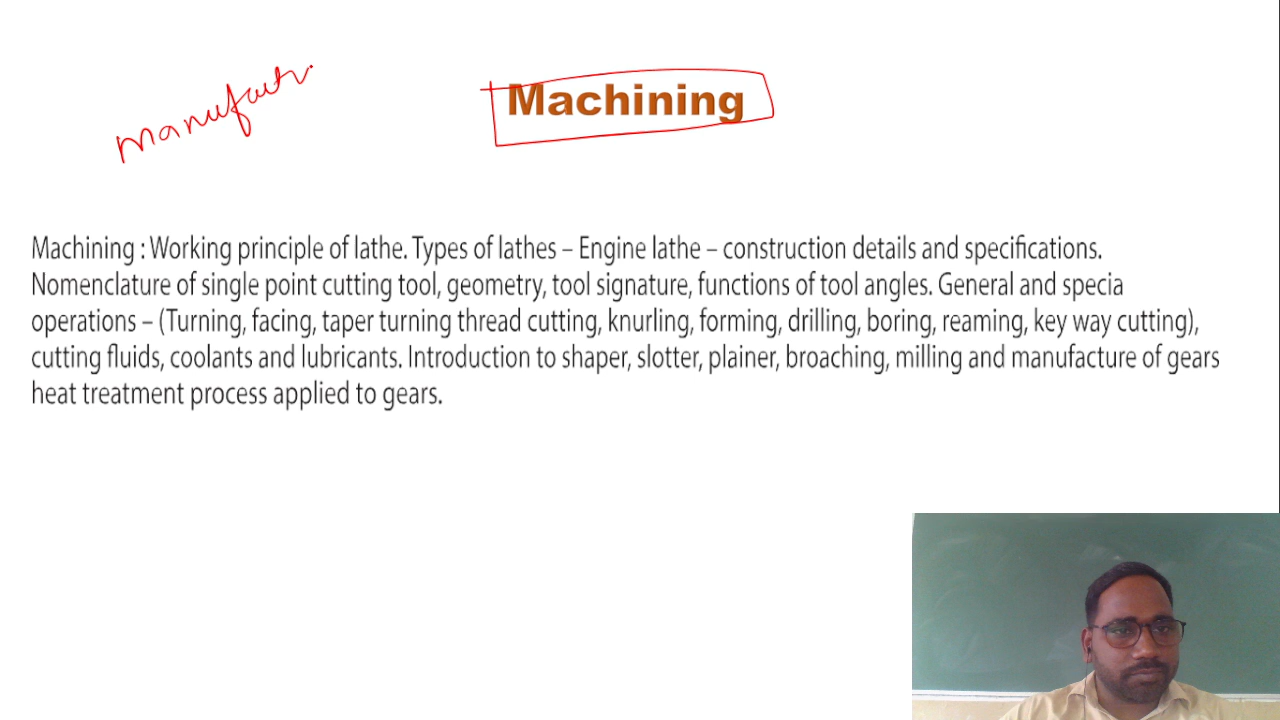 manufactr
Machining
Machining : Working principle of lathe. Types of lathes – Engine lathe – construction details and specifications.
Nomenclature of single point cutting tool, geometry, tool signature, functions of tool angles. General and specia
operations – (Turning, facing, taper turning thread cutting, knurling, forming, drilling, boring, reaming, key way cutting),
cutting fluids, coolants and lubricants. Introduction to shaper, slotter, plainer, broaching, milling and manufacture of gears
heat treatment process applied to gears.